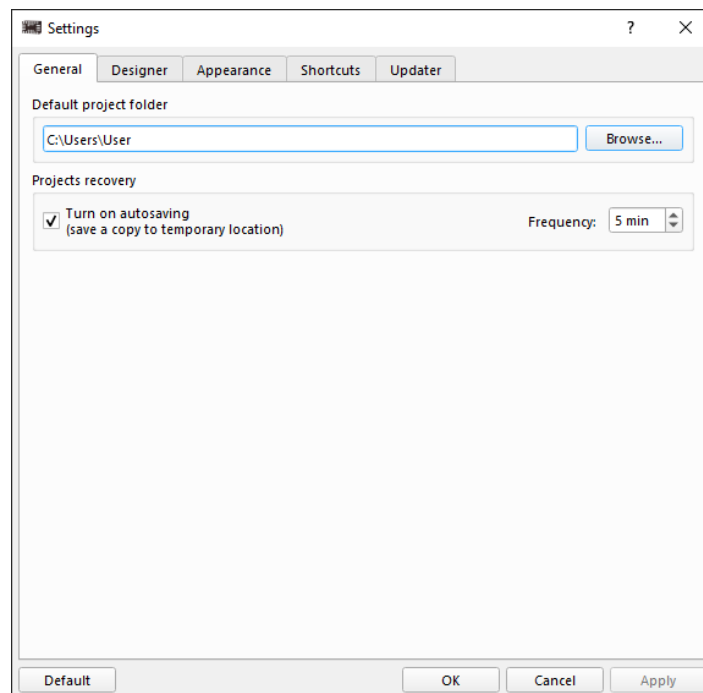 Settings
?
General Designer Appearance Shortcuts Updater
Default project folder
C:\Users\User Browse...
Projects recovery
Turn on autosaving
(save a copy to temporary location) Frequency: 5 min
Default OK Cancel Apply